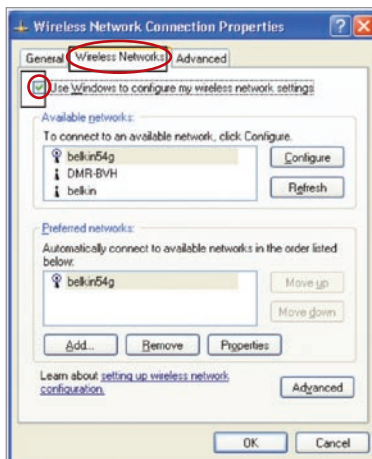 Wireless Network Connection Properties
General Wireless Networks Advanced
Use Windows to configure my wireless network settings
Available networks:
To connect to an available network, click Configure.
belkin54g
DMR-BVH
belkin
Configure
Refresh
Preferred networks:
Automatically connect to available networks in the order listed
below:
belkin54g
Move up
Move down
Add... Remove Properties
Learn about setting up wireless network
configuration.
Advanced
OK Cancel